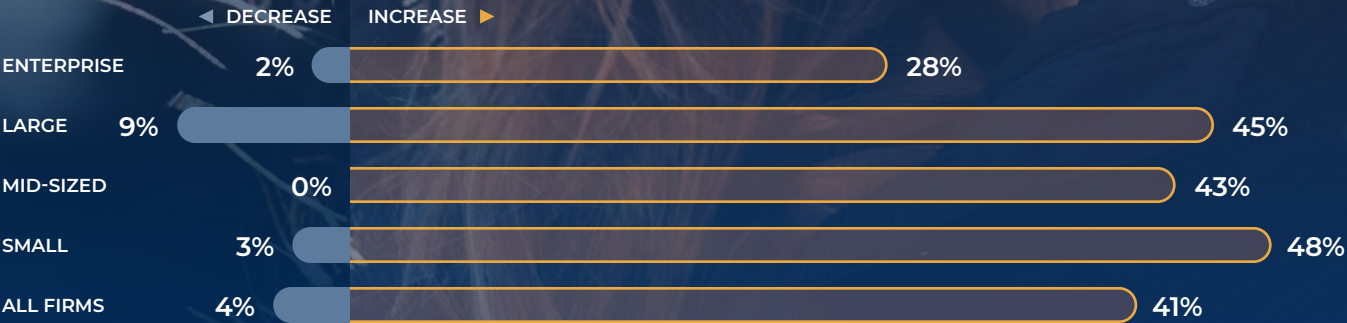 ◄ DECREASE INCREASE ►
ENTERPRISE 2% 28%
LARGE 9% 45%
MID-SIZED 0% 43%
SMALL 3% 48%
ALL FIRMS 4% 41%